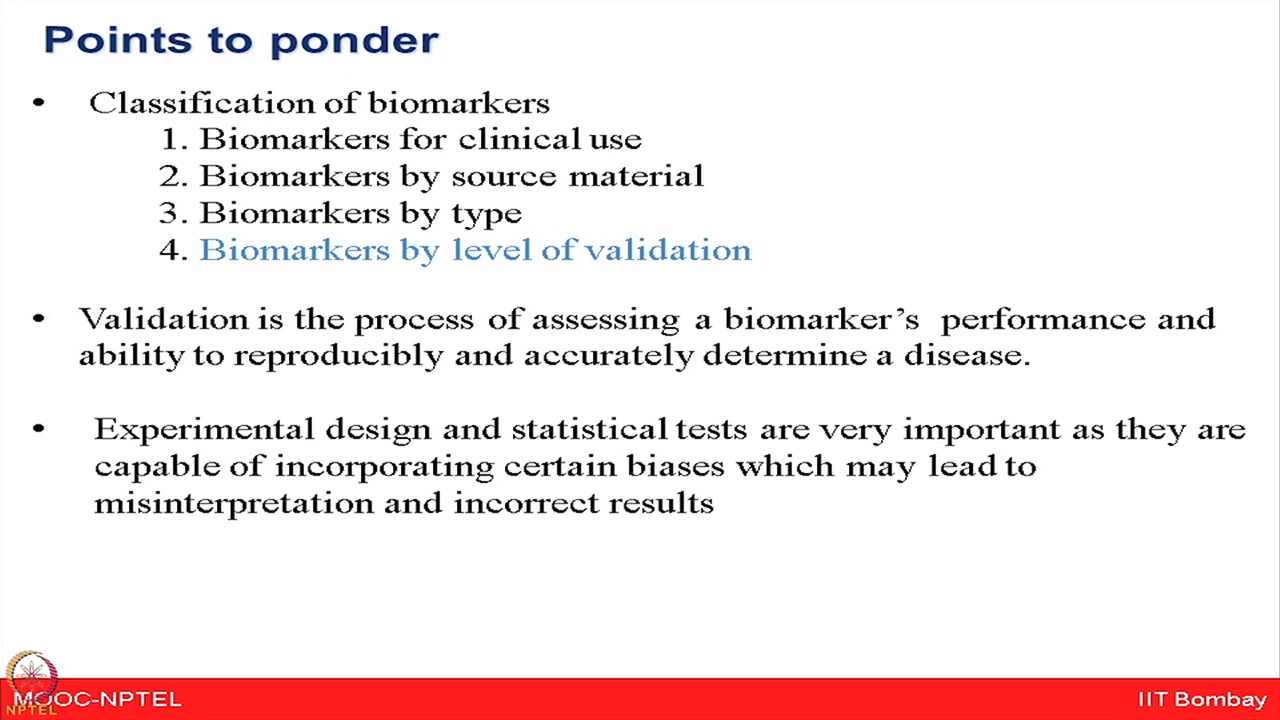 Points to ponder
• Classification of biomarkers
1. Biomarkers for clinical use
2. Biomarkers by source material
3. Biomarkers by type
4. Biomarkers by level of validation
• Validation is the process of assessing a biomarker’s performance and
ability to reproducibly and accurately determine a disease.
• Experimental design and statistical tests are very important as they are
capable of incorporating certain biases which may lead to
misinterpretation and incorrect results
MOOC-NPTEL
NPTEL
IIT Bombay